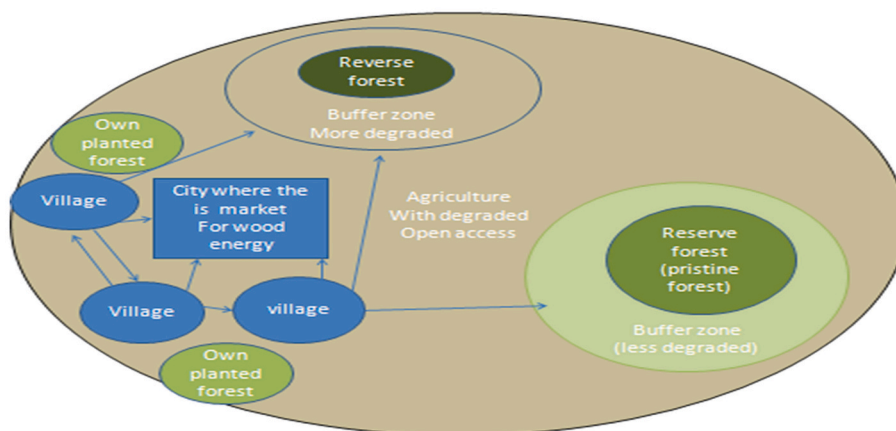 Reverse
forest
Buffer zone
More degraded
Own
planted
forest
Village
City where the
is market
For wood
energy
Agriculture
With degraded
Open access
Reserve
forest
(pristine
forest)
Buffer zone
(less degraded)
Village
village
Own
planted
forest